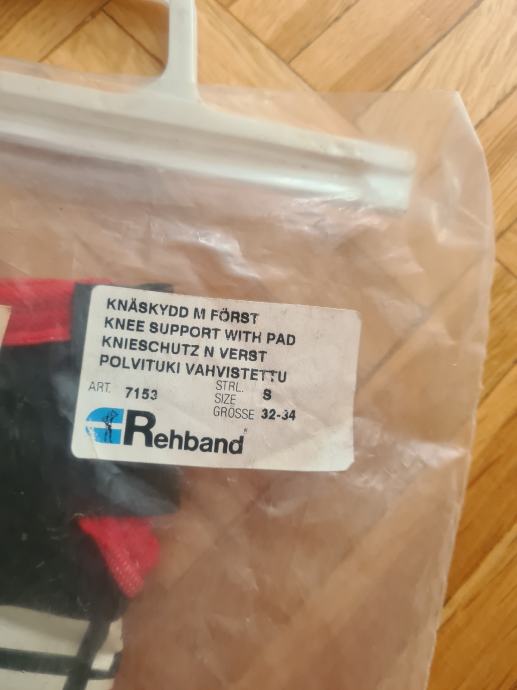 KNÄSKYDD M FÖRST
KNEE SUPPORT WITH PAD
KNIESCHUTZ N VERST
POLVITUKI VAHVISTETTU
ART. 7153 STRL. S
SIZE
GRÖSSE 32-34
Rehband®